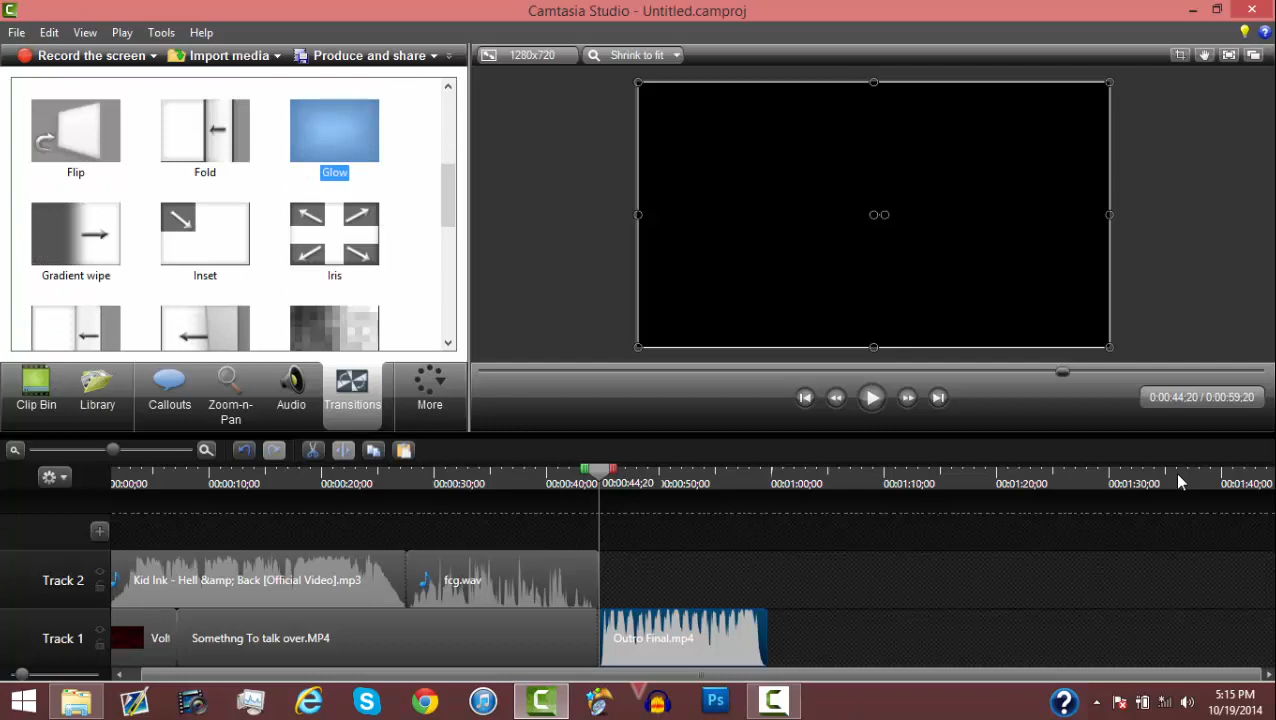 Camtasia Studio - Untitled.camproj
File Edit View Play Tools Help
Record the screen Import media Produce and share
1280x720 Shrink to fit
Flip Fold Glow
Gradient wipe Inset Iris
Clip Bin Library Callouts Zoom-n-Pan Audio Transitions More
0:00:44;20 / 0:00:59;20
00:00;00 00:00:10;00 00:00:20;00 00:00:30;00 00:00:40;00 00:00:44;20 00:00:50;00 00:01:00;00 00:01:10;00 00:01:20;00 00:01:30;00 00:01:40;00
Track 2 Kid Ink - Hell &amp; Back [Official Video].mp3 fcg.wav
Track 1 Volt Somethng To talk over.MP4 Outro Final.mp4
Ps
5:15 PM
10/19/2014